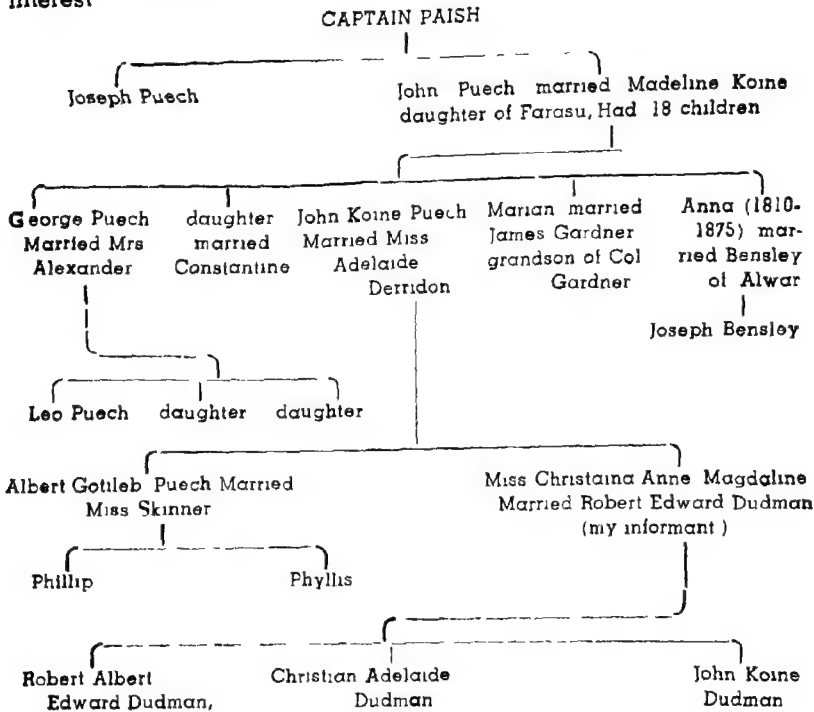 interest
CAPTAIN PAISH
Joseph Puech
John Puech married Madeline Koine
daughter of Farasu, Had 18 children
George Puech
Married Mrs
Alexander
daughter
married
Constantine
John Koine Puech
Married Miss
Adelaide
Derridon
Marian married
James Gardner
grandson of Col
Gardner
Anna (1810-
1875) mar-
ried Bensley
of Alwar
Joseph Bensley
Leo Puech daughter daughter
Albert Gotileb Puech Married
Miss Skinner
Miss Christaina Anne Magdaline
Married Robert Edward Dudman
(my informant )
Phillip Phyllis
Robert Albert
Edward Dudman,
Christian Adelaide
Dudman
John Koine
Dudman